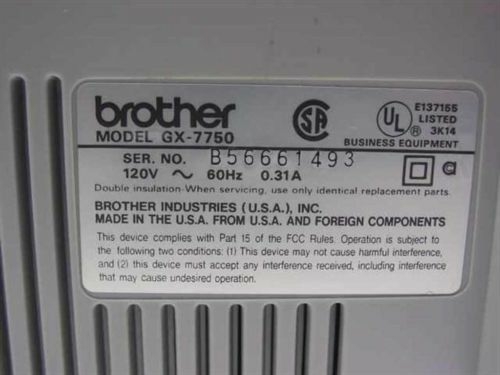 brother
MODEL GX-7750
SA
UL
E137155
LISTED
3K14
BUSINESS EQUIPMENT
SER. NO. B56661493
120V ~ 60Hz 0.31A
Double insulation-When servicing, use only identical replacement parts.
BROTHER INDUSTRIES (U.S.A.), INC.
MADE IN THE U.S.A. FROM U.S.A. AND FOREIGN COMPONENTS
This device complies with Part 15 of the FCC Rules. Operation is subject to
the following two conditions: (1) This device may not cause harmful interference,
and (2) this device must accept any interference received, including interference
that may cause undesired operation.